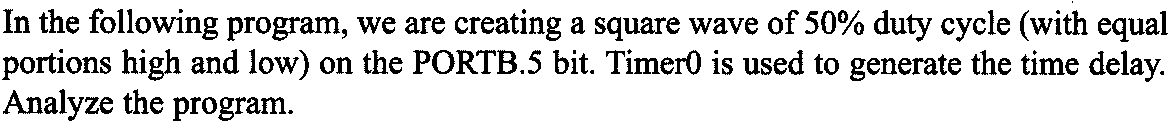 In the following program, we are creating a square wave of 50% duty cycle (with equal
portions high and low) on the PORTB.5 bit. Timer0 is used to generate the time delay.
Analyze the program.